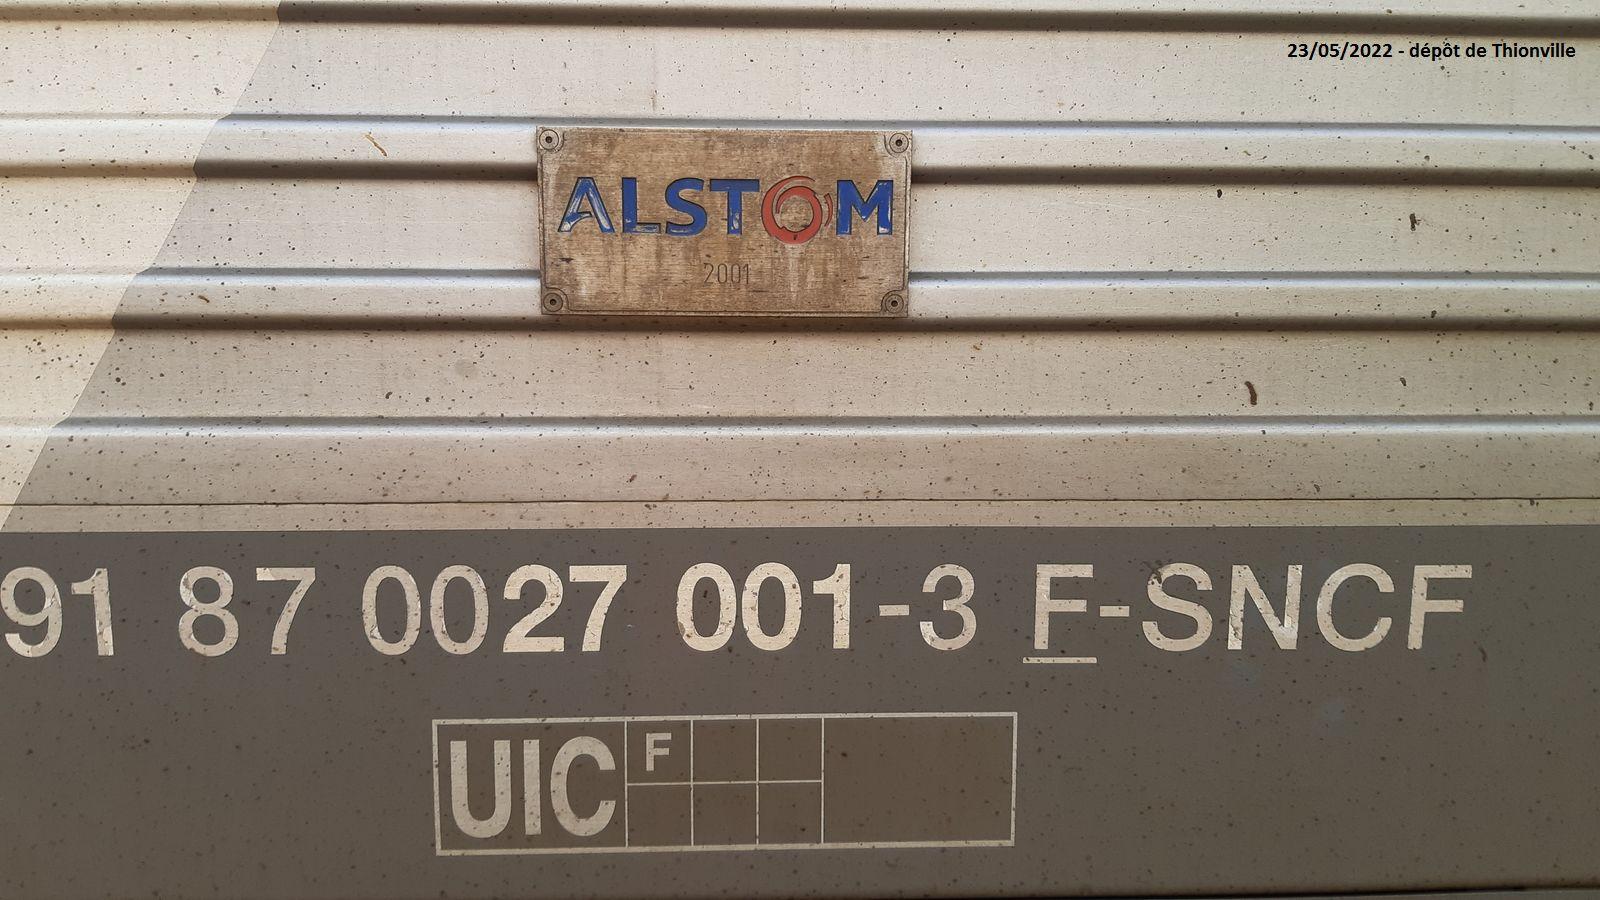 23/05/2022 - dépôt de Thionville
ALSTOM
2001
91 87 0027 001-3 F-SNCF
UIC F